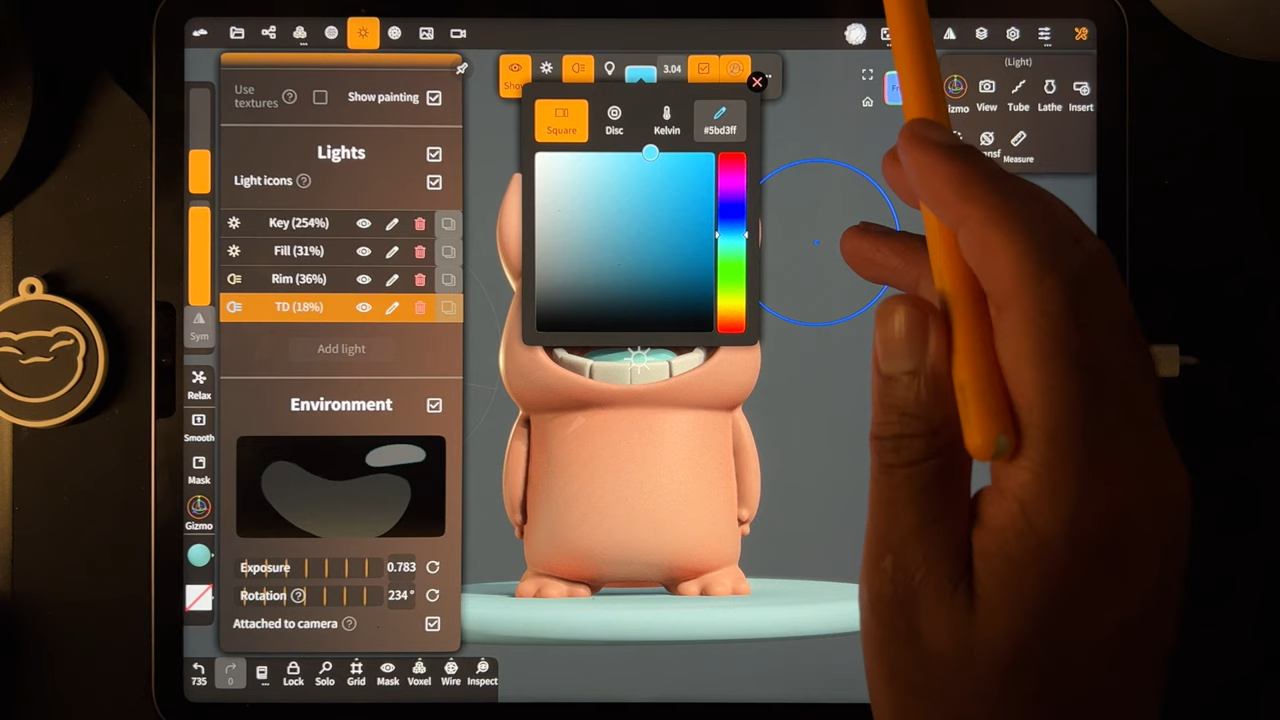 Show
3.04
(Light)
Use
textures
Show painting
Square
Disc
Kelvin
#5bd3ff
View
Tube
Lathe
Insert
Measure
Lights
Light icons
Key (254%)
Fill (31%)
Rim (36%)
TD (18%)
Add light
Sym
Relax
Smooth
Mask
Gizmo
Environment
Exposure
0.783
Rotation
234 °
Attached to camera
735
0
Lock
Solo
Grid
Mask
Voxel
Wire
Inspect